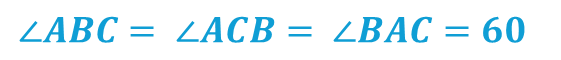 ∠ABC = ∠ACB = ∠BAC = 60